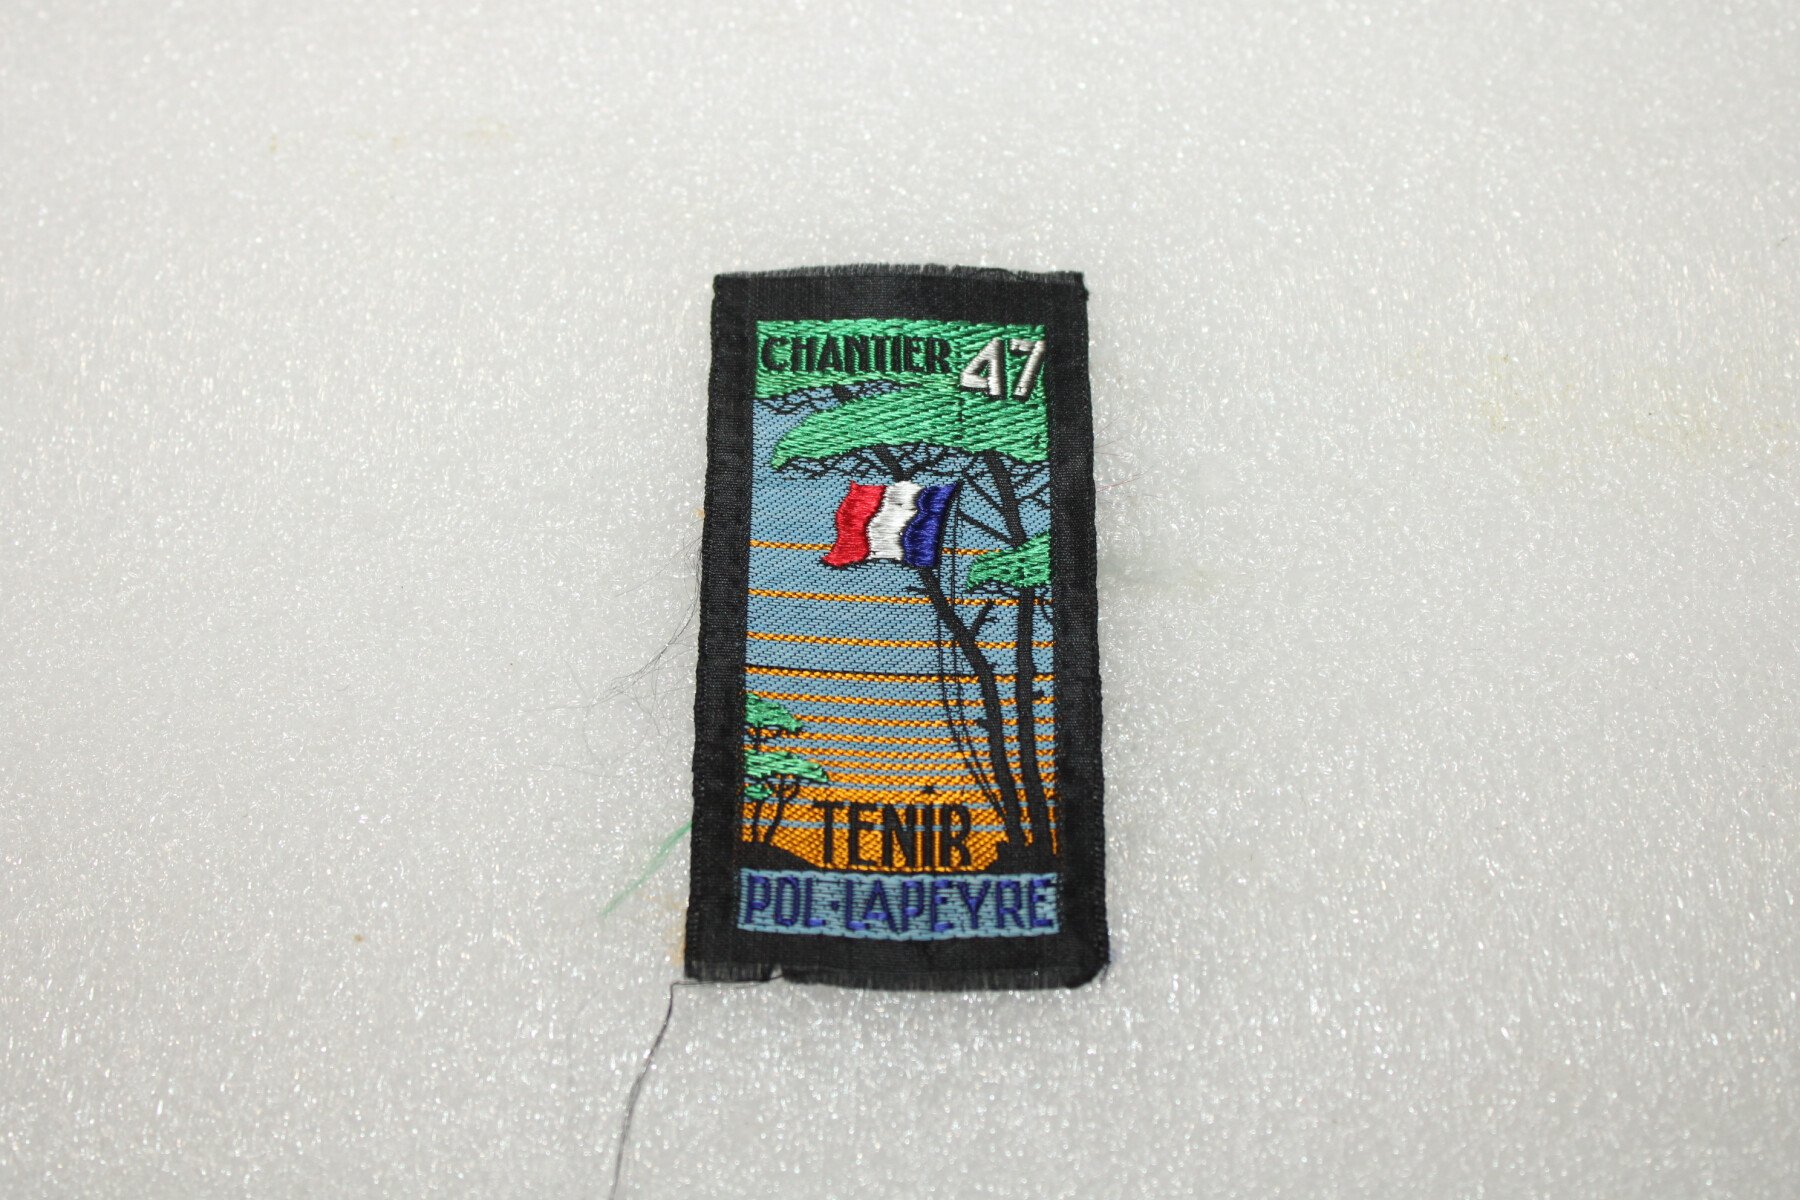 CHANTIER 47
TENIR
POL-LAPEYRE